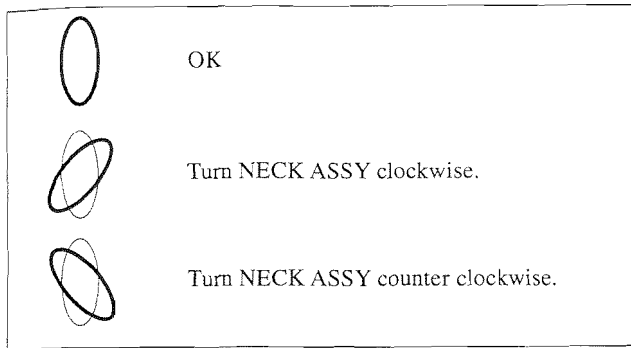 OK
Turn NECK ASSY clockwise.
Turn NECK ASSY counter clockwise.